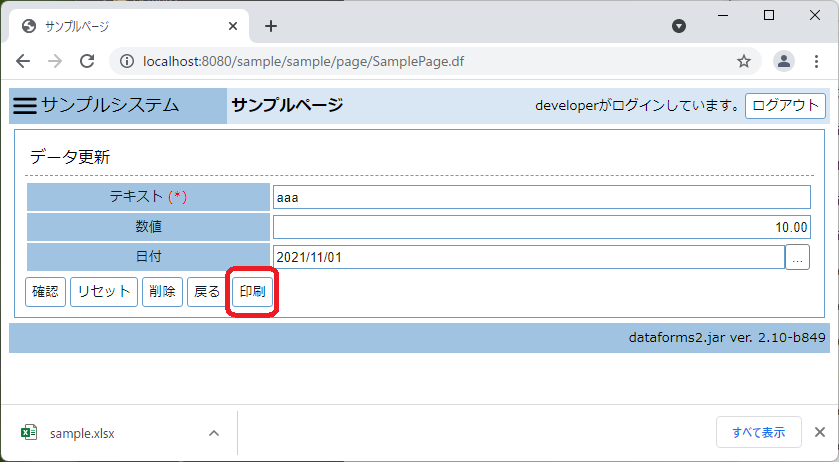 サンプルページ
localhost:8080/sample/sample/page/SamplePage.df
サンプルシステム サンプルページ developerがログインしています。 ログアウト
データ更新
テキスト (*) aaa
数値 10.00
日付 2021/11/01 ...
確認 リセット 削除 戻る 印刷
dataforms2.jar ver. 2.10-b849
sample.xlsx すべて表示